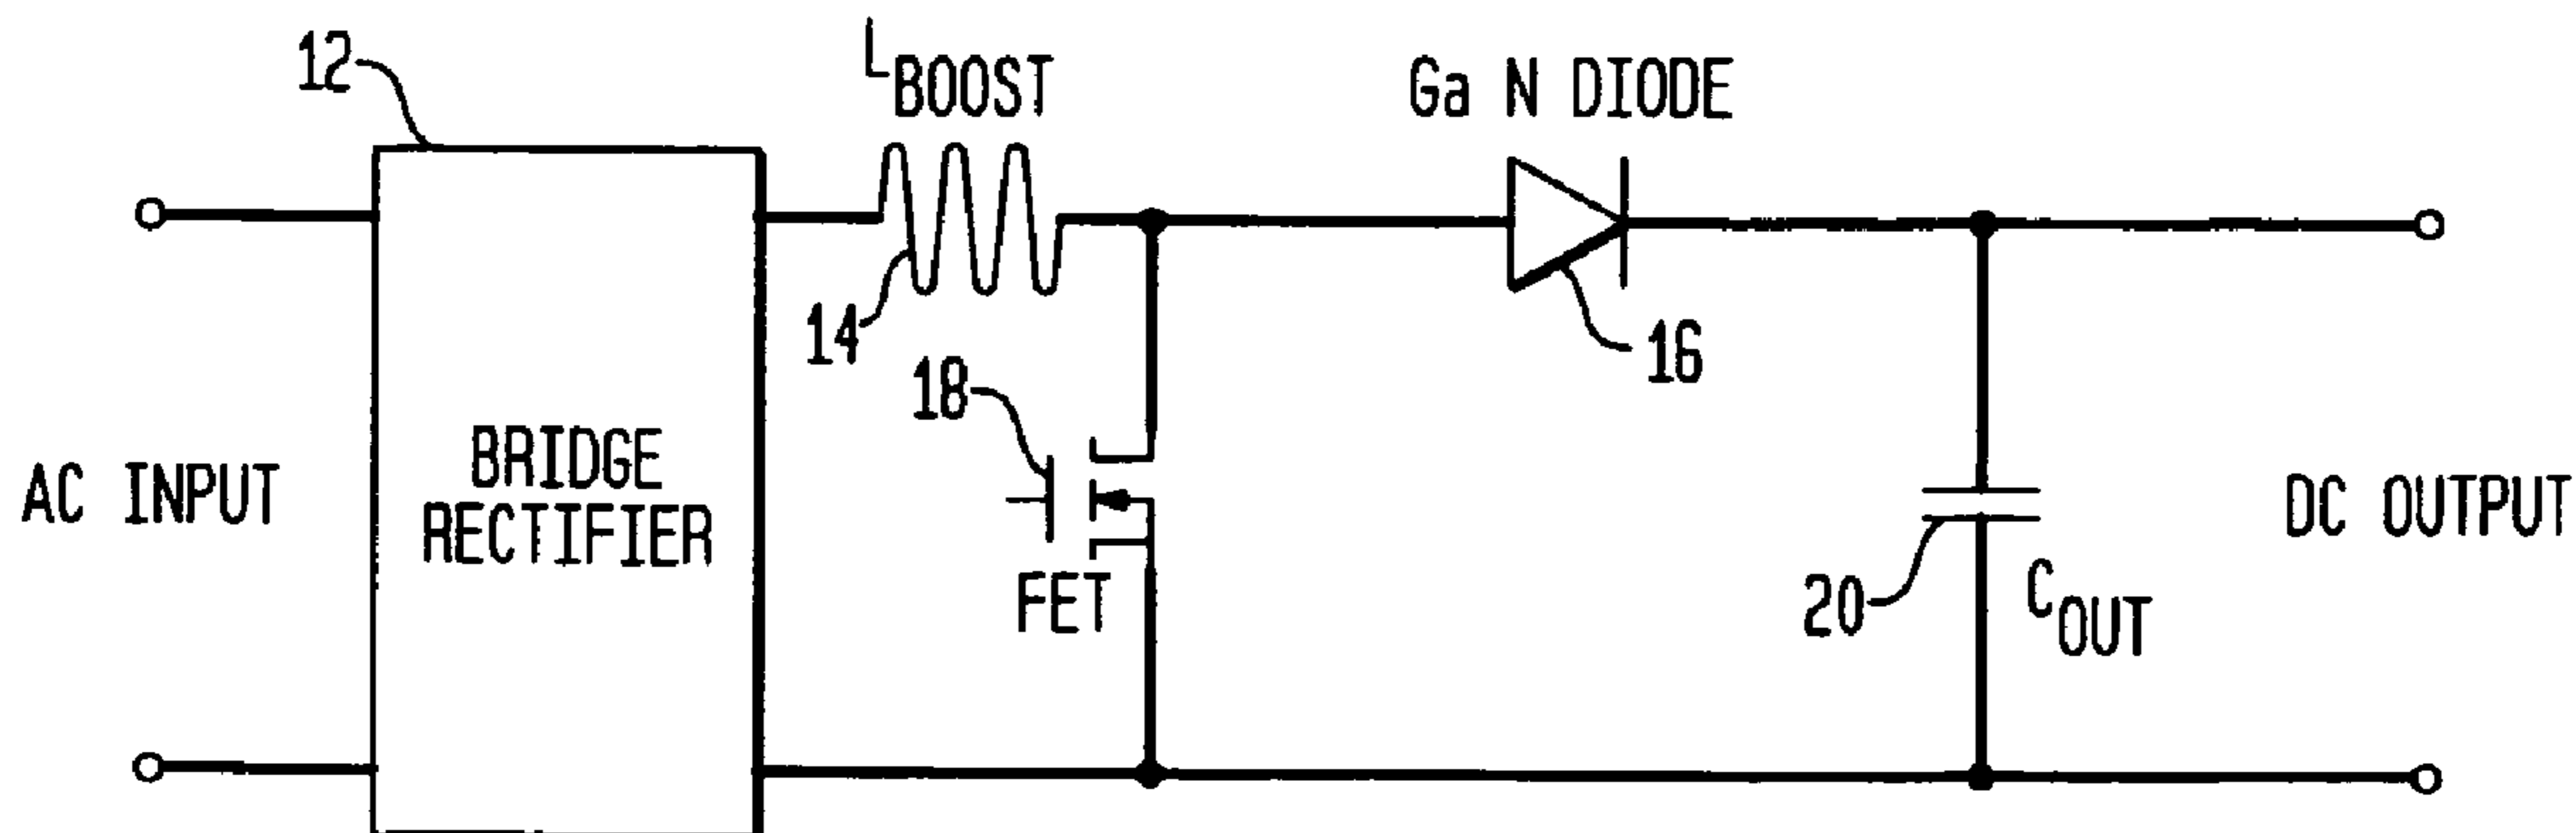 12
L BOOST
Ga N DIODE
14
16
18
AC INPUT
BRIDGE
RECTIFIER
FET
20
C OUT
DC OUTPUT